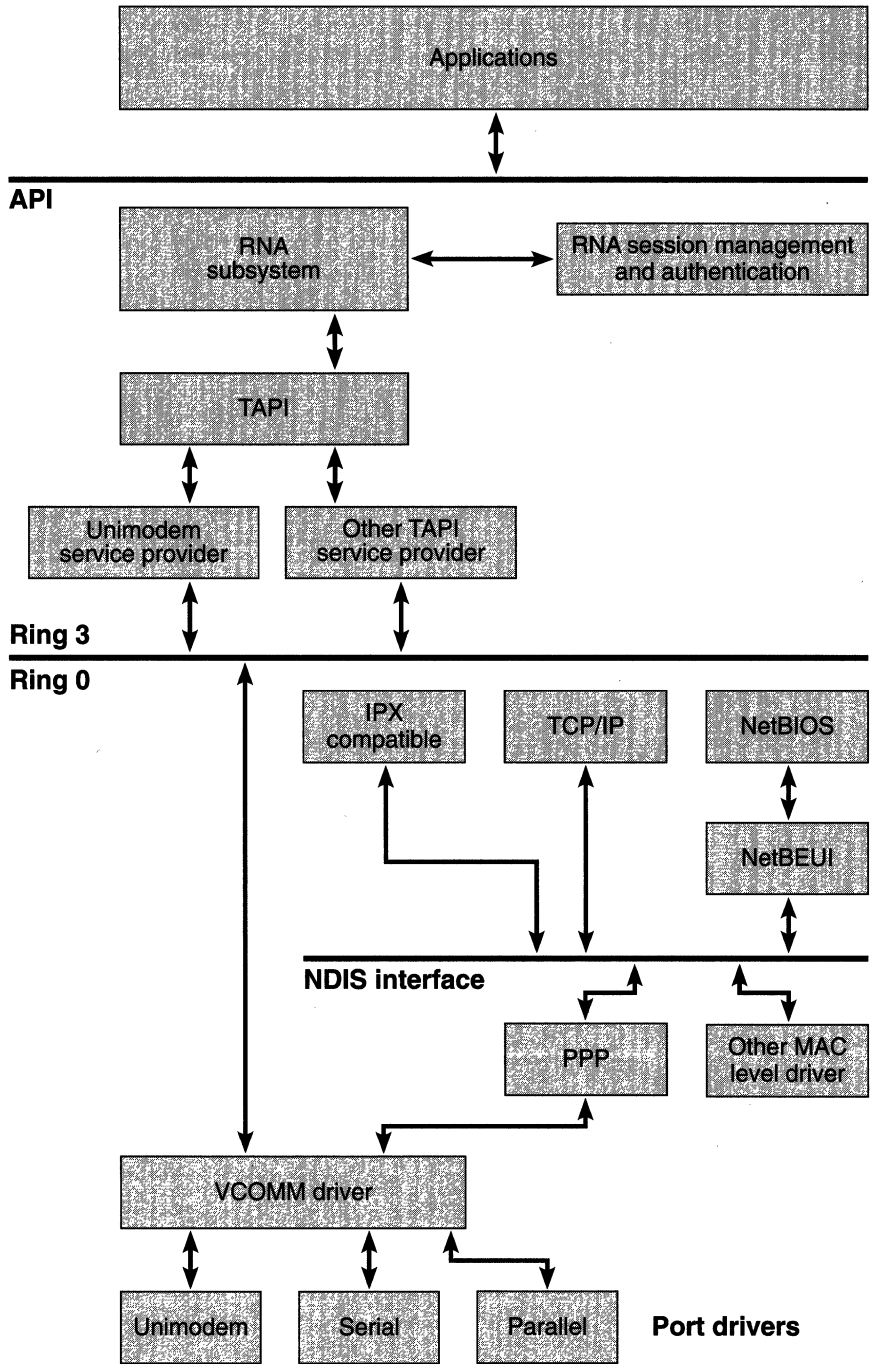 Applications
API
RNA
subsystem
RNA session management
and authentication
TAPI
Unimodem
service provider
Other TAPI
service provider
Ring 3
Ring 0
IPX
compatible
TCP/IP
NetBIOS
NetBEUI
NDIS interface
PPP
Other MAC
level driver
VCOMM driver
Unimodem
Serial
Parallel
Port drivers